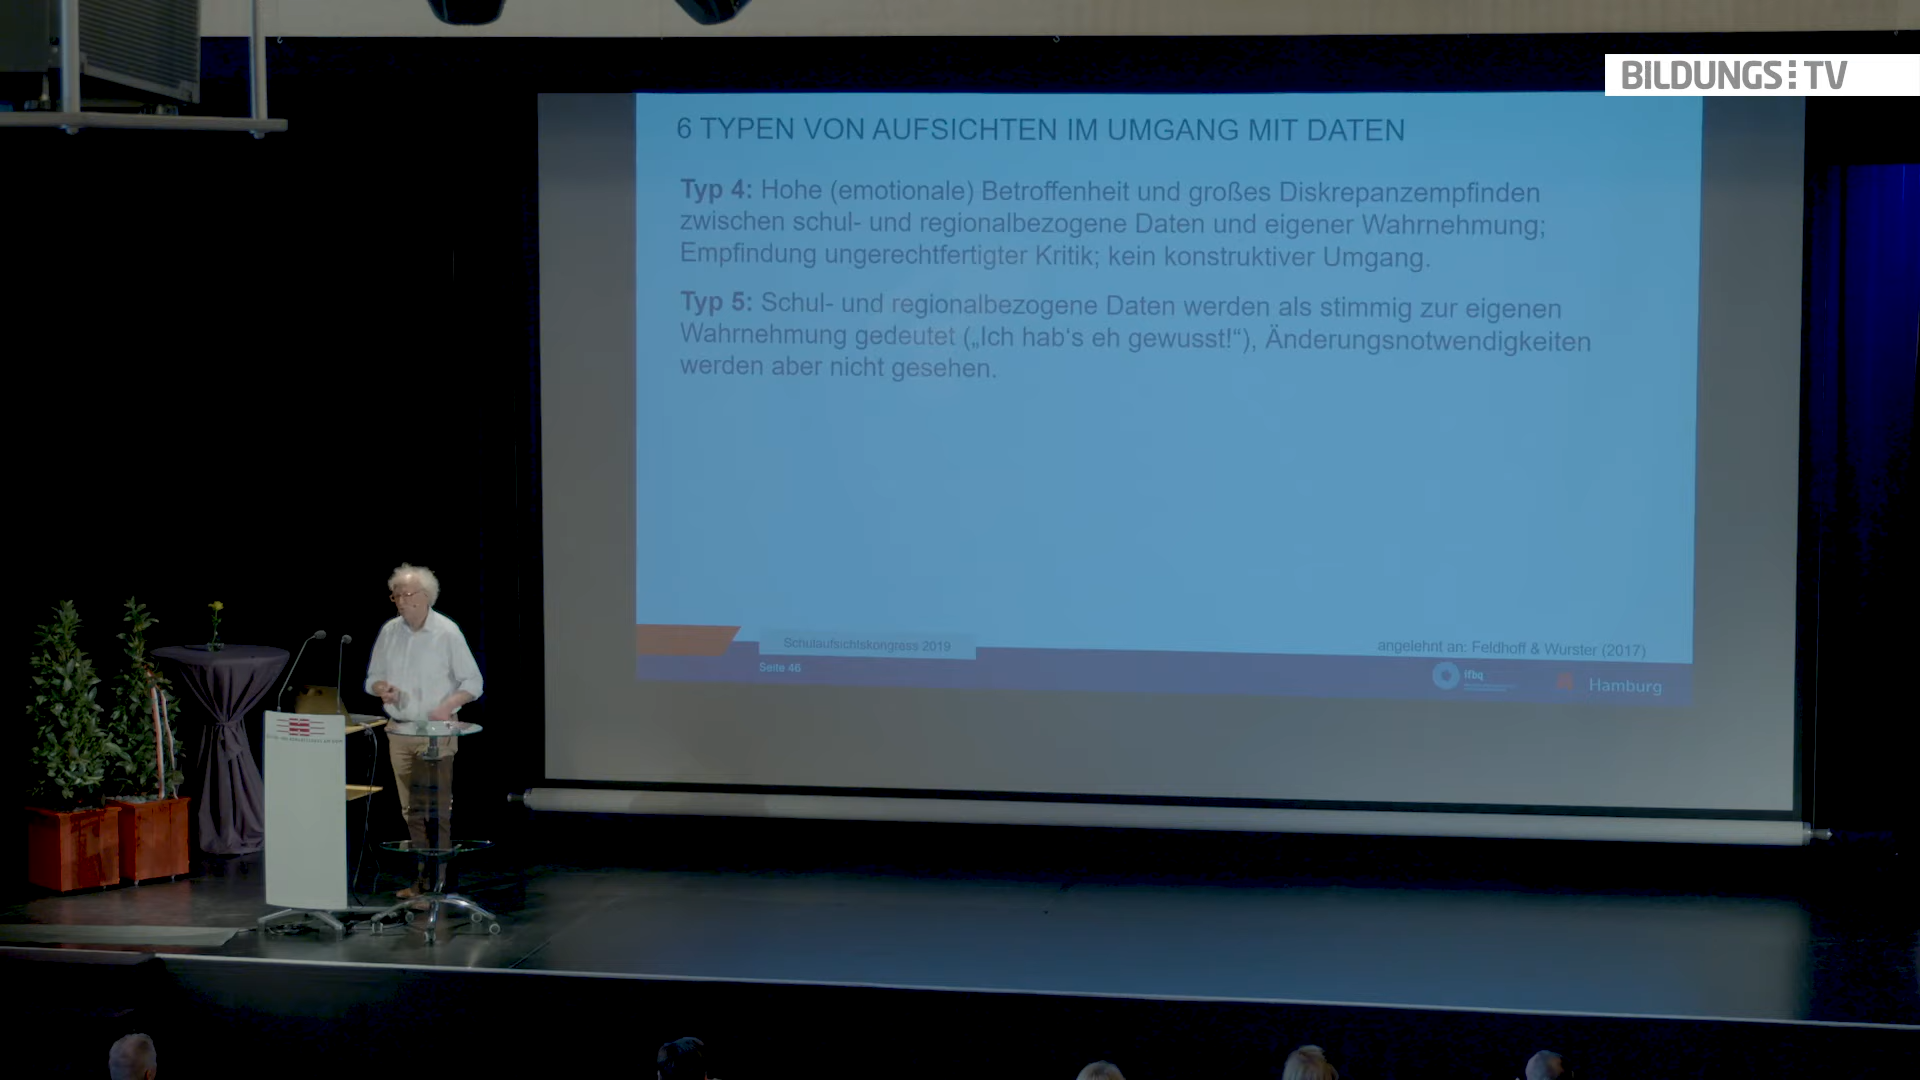 BILDUNGS:TV
6 TYPEN VON AUFSICHTEN IM UMGANG MIT DATEN
Typ 4: Hohe (emotionale) Betroffenheit und großes Diskrepanzempfinden
zwischen schul- und regionalbezogene Daten und eigener Wahrnehmung;
Empfindung ungerechtfertigter Kritik; kein konstruktiver Umgang.
Typ 5: Schul- und regionalbezogene Daten werden als stimmig zur eigenen
Wahrnehmung gedeutet („Ich hab‘s eh gewusst!“), Änderungsnotwendigkeiten
werden aber nicht gesehen.
Schulaufsichtskongress 2019
angelehnt an: Feldhoff & Wurster (2017)
Seite 46
ifbq
Hamburg